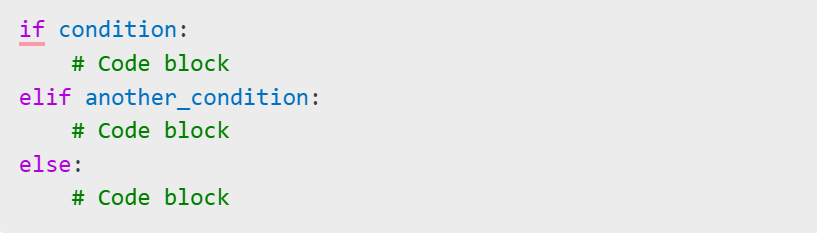 if condition:
    # Code block
elif another_condition:
    # Code block
else:
    # Code block